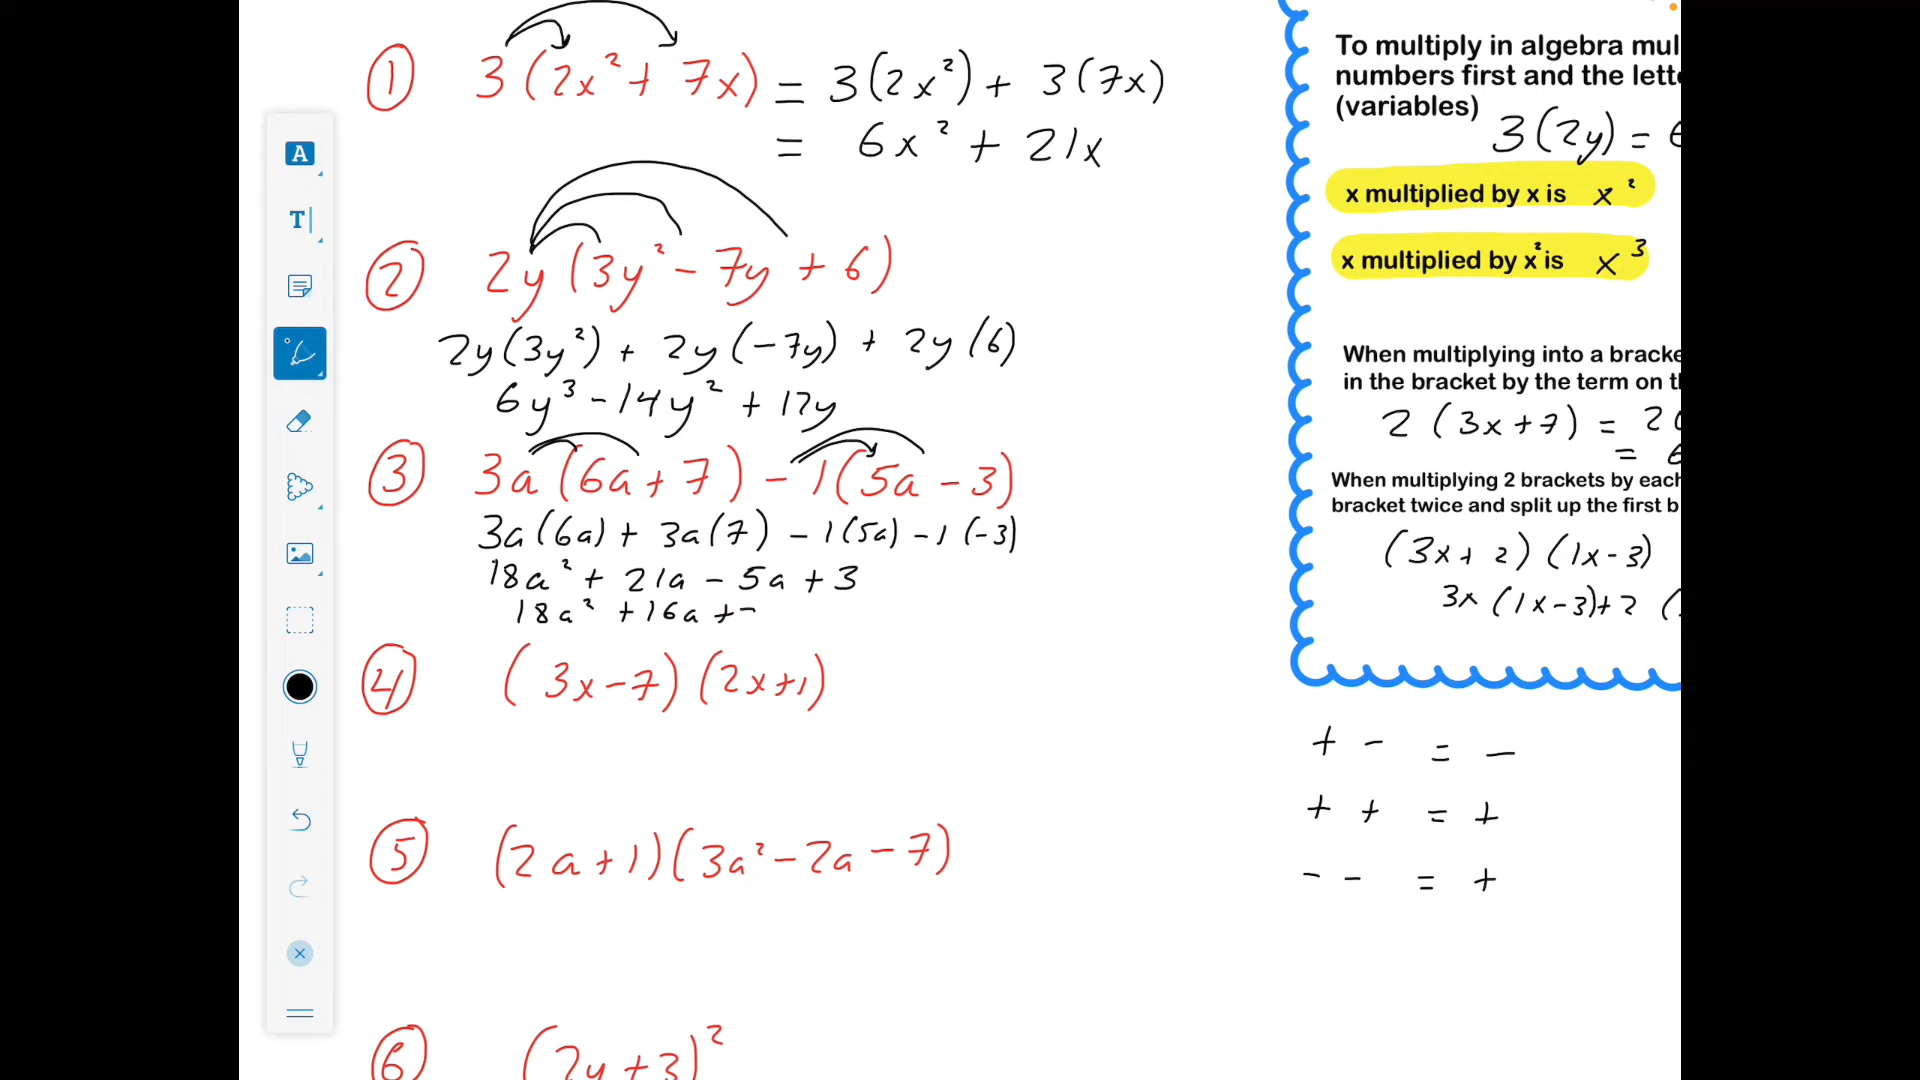 ① 3(2x² + 7x) = 3(2x²) + 3(7x)
= 6x² + 21x
② 2y(3y² - 7y + 6)
2y(3y²) + 2y(-7y) + 2y(6)
6y³ - 14y² + 12y
③ 3a(6a + 7) - 1(5a - 3)
3a(6a) + 3a(7) - 1(5a) - 1(-3)
18a² + 21a - 5a + 3
18a² + 16a +
④ (3x - 7)(2x + 1)
⑤ (2a + 1)(3a² - 2a - 7)
⑥ (2y + 3)²
To multiply in algebra mul
numbers first and the lett
(variables)
3(2y) = 6
x multiplied by x is x²
x multiplied by x² is x³
When multiplying into a bracke
in the bracket by the term on t
2(3x + 7) = 2(
= 6
When multiplying 2 brackets by each
bracket twice and split up the first b
(3x + 2)(1x - 3)
3x(1x - 3) + 2(
+ - = -
+ + = +
- - = +
A
T